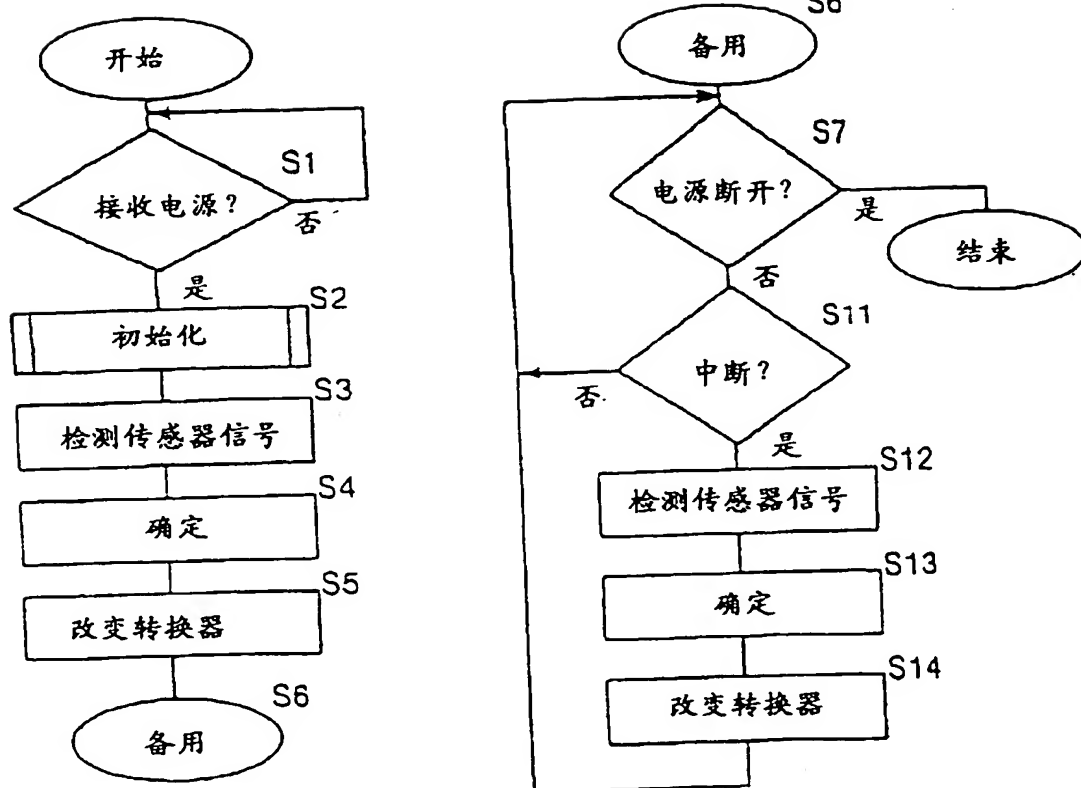 开始
S1
接收电源?
否
是
S2
初始化
S3
检测传感器信号
S4
确定
S5
改变转换器
S6
备用
S6
备用
S7
电源断开?
是
结束
否
S11
中断?
否
是
S12
检测传感器信号
S13
确定
S14
改变转换器